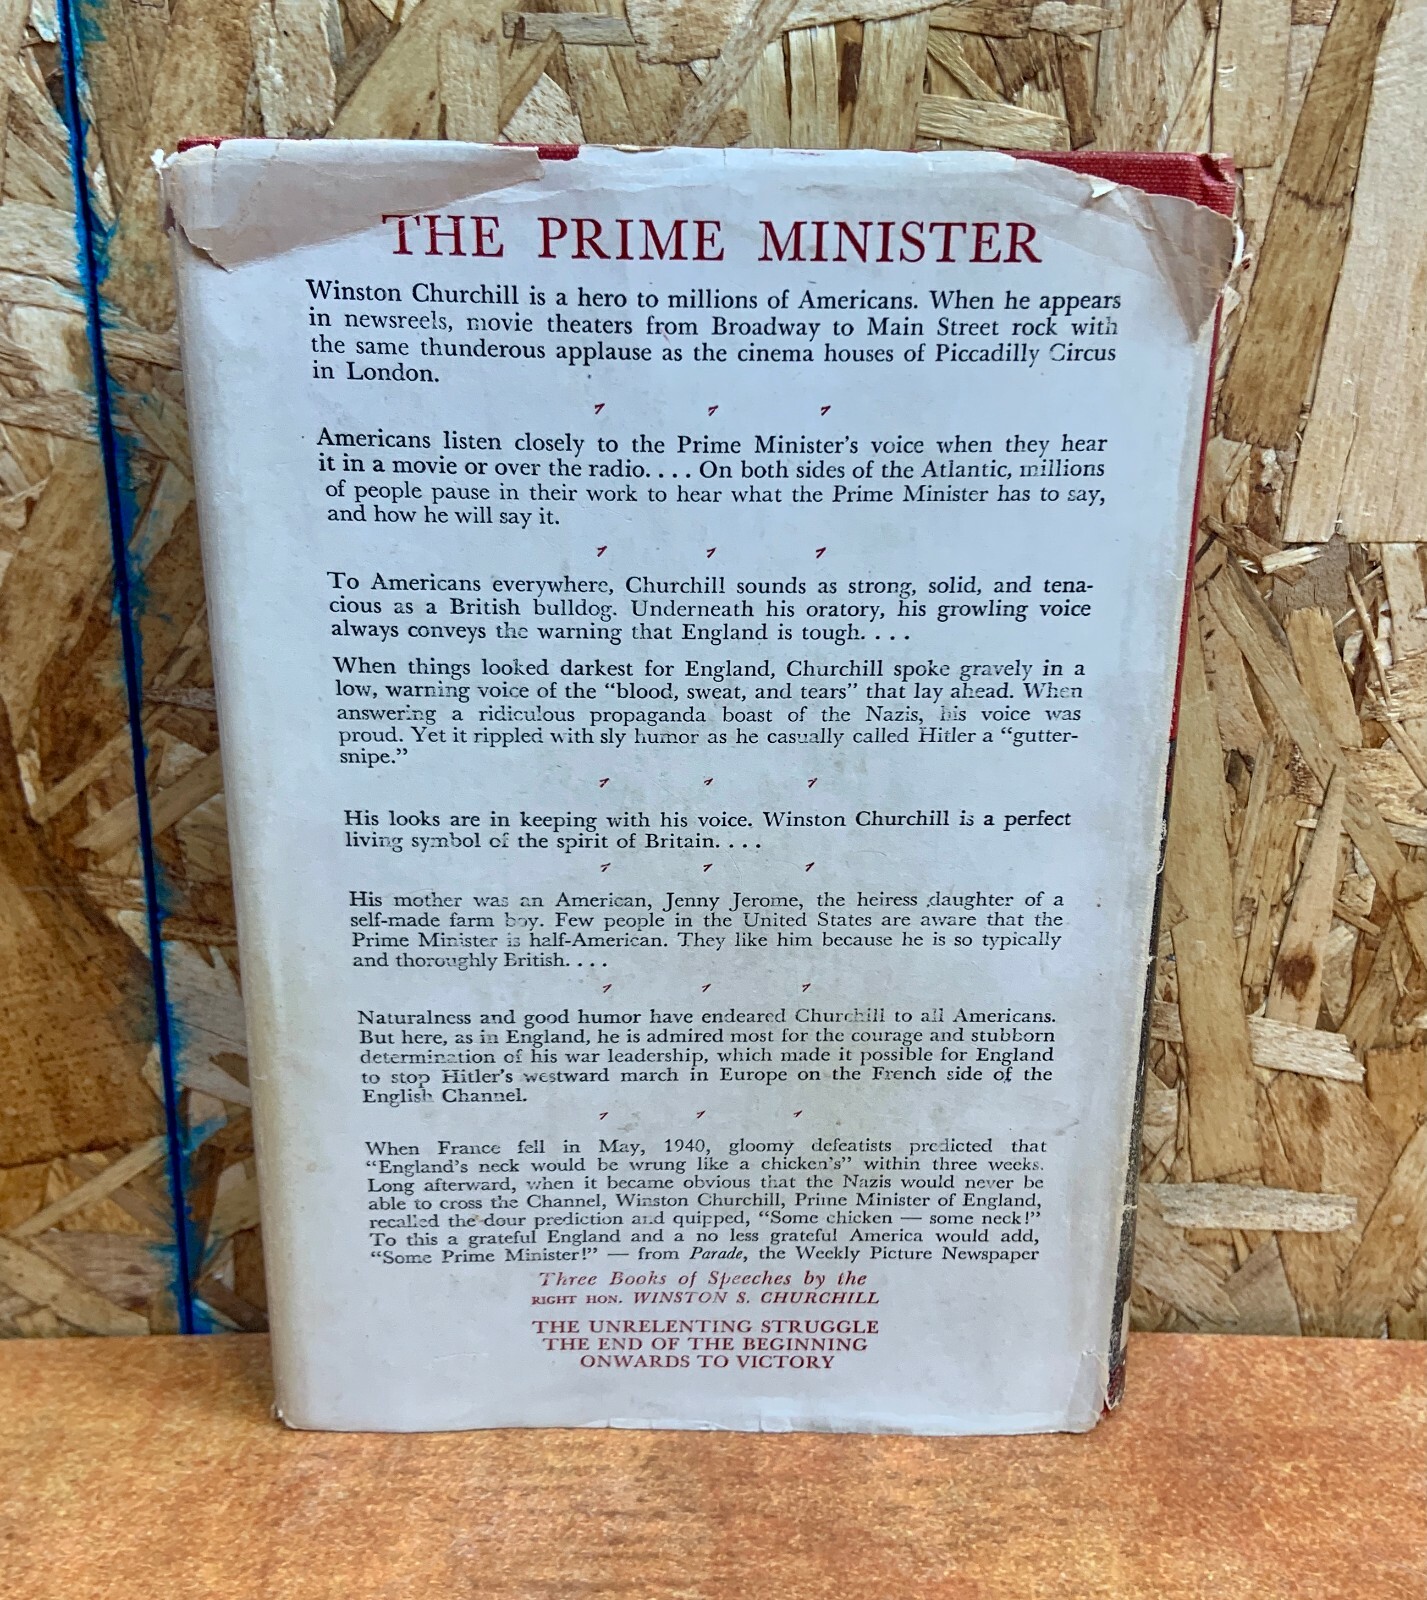 THE PRIME MINISTER
Winston Churchill is a hero to millions of Americans. When he appears
in newsreels, movie theaters from Broadway to Main Street rock with
the same thunderous applause as the cinema houses of Piccadilly Circus
in London.
Americans listen closely to the Prime Minister's voice when they hear
it in a movie or over the radio. . . . On both sides of the Atlantic, millions
of people pause in their work to hear what the Prime Minister has to say,
and how he will say it.
To Americans everywhere, Churchill sounds as strong, solid, and tena-
cious as a British bulldog. Underneath his oratory, his growling voice
always conveys the warning that England is tough. . . .
When things looked darkest for England, Churchill spoke gravely in a
low, warning voice of the "blood, sweat, and tears" that lay ahead. When
answering a ridiculous propaganda boast of the Nazis, his voice was
proud. Yet it rippled with sly humor as he casually called Hitler a "gutter-
snipe."
His looks are in keeping with his voice. Winston Churchill is a perfect
living symbol of the spirit of Britain. . . .
His mother was an American, Jenny Jerome, the heiress daughter of a
self-made farm boy. Few people in the United States are aware that the
Prime Minister is half-American. They like him because he is so typically
and thoroughly British. . . .
Naturalness and good humor have endeared Churchill to all Americans.
But here, as in England, he is admired most for the courage and stubborn
determination of his war leadership, which made it possible for England
to stop Hitler's westward march in Europe on the French side of the
English Channel.
When France fell in May, 1940, gloomy defeatists predicted that
"England's neck would be wrung like a chicken's" within three weeks.
Long afterward, when it became obvious that the Nazis would never be
able to cross the Channel, Winston Churchill, Prime Minister of England,
recalled the dour prediction and quipped, "Some chicken — some neck!"
To this a grateful England and a no less grateful America would add,
"Some Prime Minister!" — from Parade, the Weekly Picture Newspaper
Three Books of Speeches by the
RIGHT HON. WINSTON S. CHURCHILL
THE UNRELENTING STRUGGLE
THE END OF THE BEGINNING
ONWARDS TO VICTORY